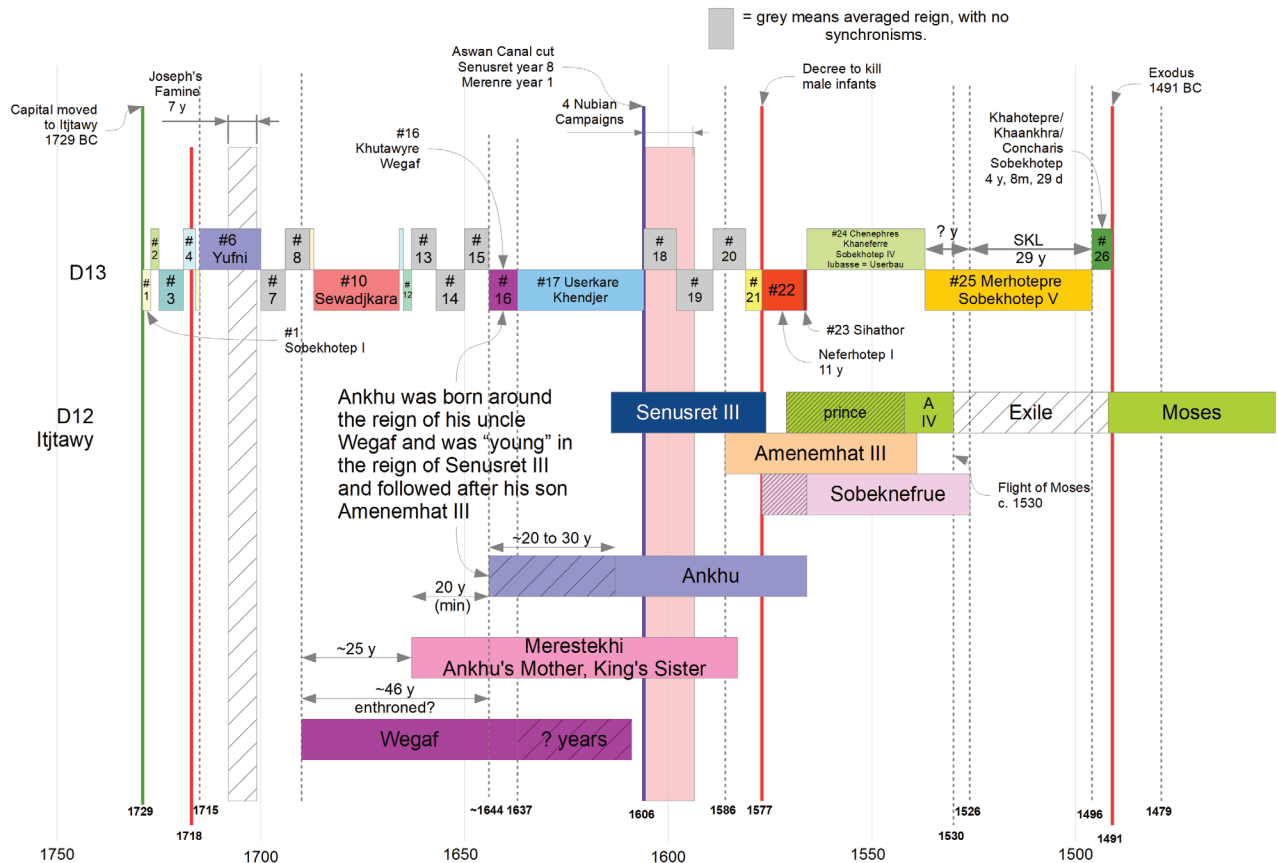 = grey means averaged reign, with no
synchronisms.
Capital moved
to Itjtawy
1729 BC
Joseph's
Famine
7 y
Aswan Canal cut
Senusret year 8
Merenre year 1
4 Nubian
Campaigns
Decree to kill
male infants
Exodus
1491 BC
#16
Khutawyre
Wegaf
Khahotepre/
Khaankhra/
Concharis
Sobekhotep
4 y, 8m, 29 d
D13
#
1
#
2
#
3
#
4
#6
Yufni
#
7
#
8
#10
Sewadjkara
#
12
#
13
#
14
#
15
#
16
#17 Userkare
Khendjer
#
18
#
19
#
20
#
21
#22
#24 Chenephres
Khaneferre
Sobekhotep IV
Iubasse = Userbau
? y
SKL
29 y
#25 Merhotepre
Sobekhotep V
#
26
#1
Sobekhotep I
#23 Sihathor
Neferhotep I
11 y
D12
Itjtawy
Ankhu was born around
the reign of his uncle
Wegaf and was “young” in
the reign of Senusret III
and followed after his son
Amenemhat III
Senusret III
prince
A
IV
Exile
Moses
Amenemhat III
Sobeknefrue
Flight of Moses
c. 1530
~20 to 30 y
Ankhu
20 y
(min)
~25 y
Merestekhi
Ankhu's Mother, King's Sister
~46 y
enthroned?
Wegaf
? years
1729
1718
1715
~1644
1637
1606
1586
1577
1530
1526
1496
1491
1479
1750
1700
1650
1600
1550
1500